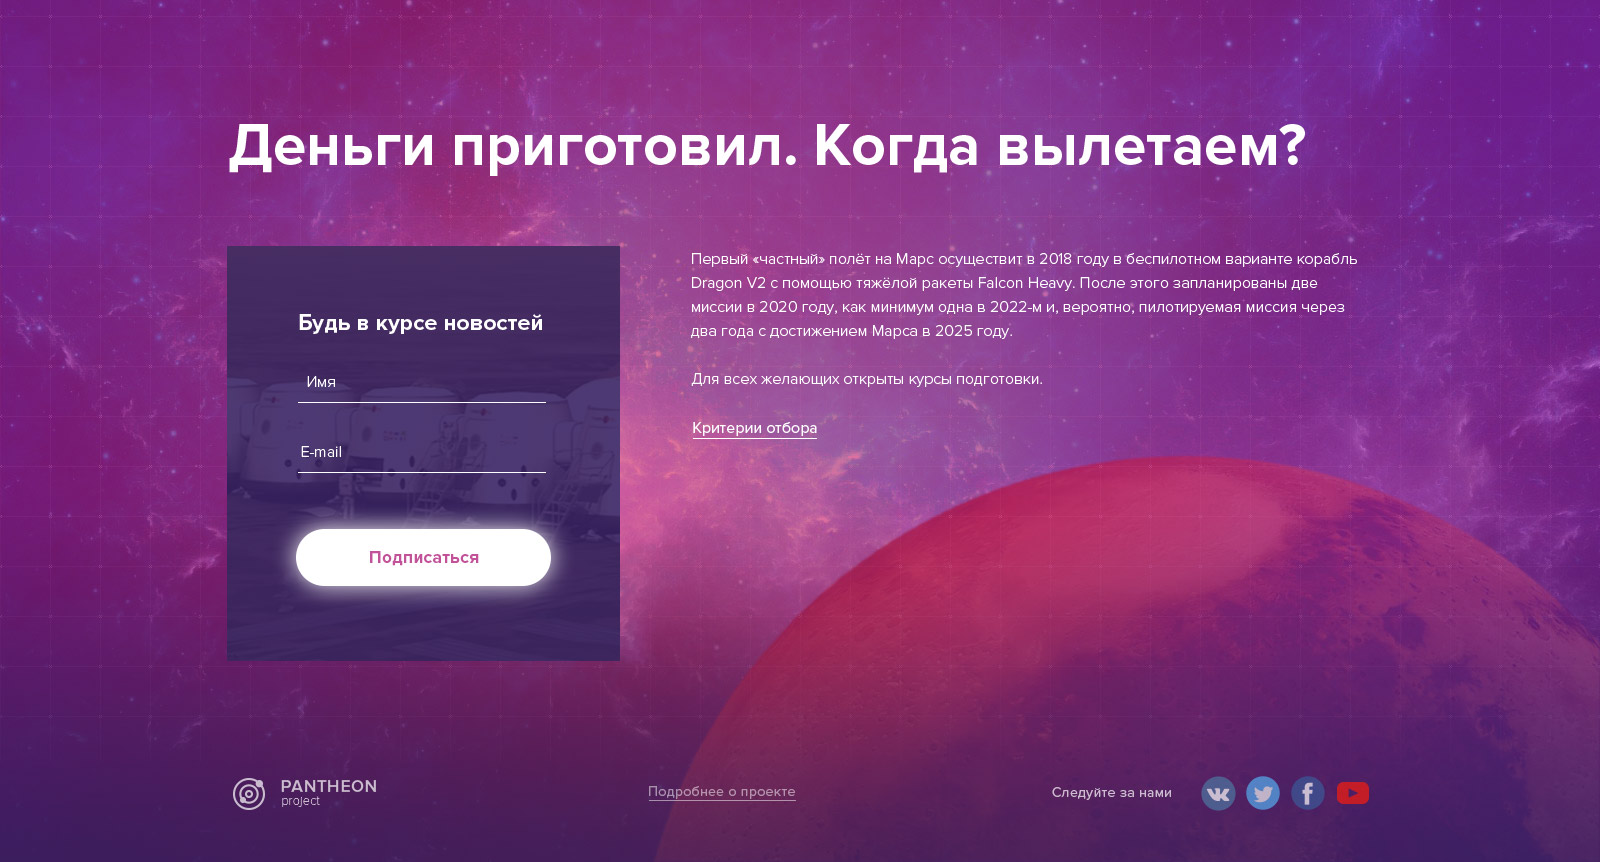 Деньги приготовил. Когда вылетаем?
Будь в курсе новостей
Имя
E-mail
Подписаться
Первый «частный» полёт на Марс осуществит в 2018 году в беспилотном варианте корабль
Dragon V2 с помощью тяжёлой ракеты Falcon Heavy. После этого запланированы две
миссии в 2020 году, как минимум одна в 2022-м и, вероятно, пилотируемая миссия через
два года с достижением Марса в 2025 году.
Для всех желающих открыты курсы подготовки.
Критерии отбора
PANTHEON
project
Подробнее о проекте
Следуйте за нами